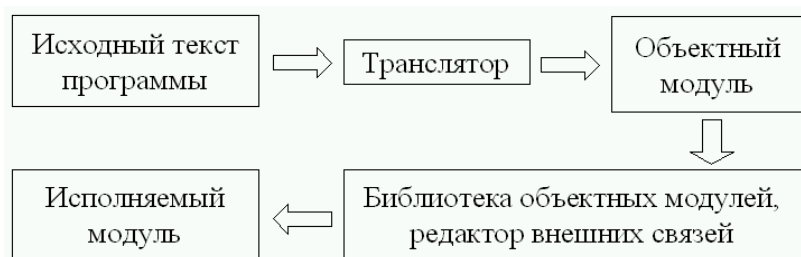 Исходный текст
программы
Транслятор
Объектный
модуль
Библиотека объектных модулей,
редактор внешних связей
Исполняемый
модуль